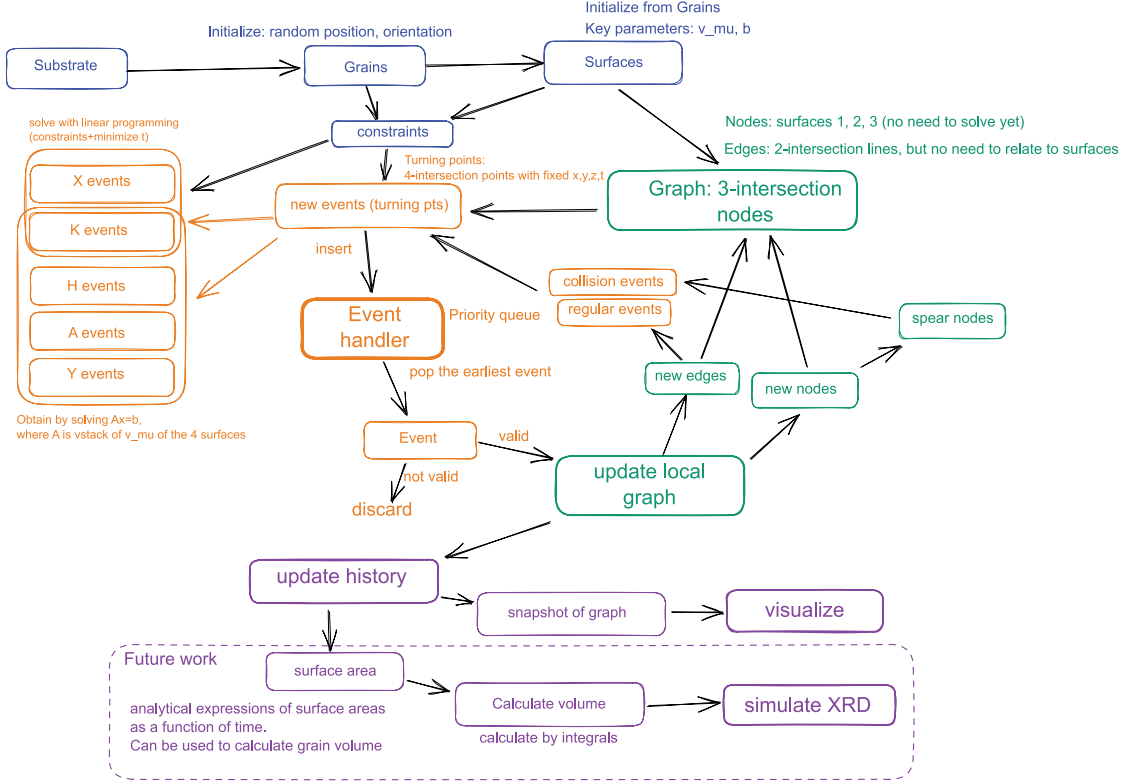 Initialize from Grains
Key parameters: v_mu, b
Initialize: random position, orientation
Substrate
Grains
Surfaces
solve with linear programming
(constraints+minimize t)
constraints
Nodes: surfaces 1, 2, 3 (no need to solve yet)
Edges: 2-intersection lines, but no need to relate to surfaces
Turning points:
4-intersection points with fixed x,y,z,t
X events
new events (turning pts)
Graph: 3-intersection
nodes
K events
insert
H events
collision events
regular events
Event
handler
Priority queue
spear nodes
A events
Y events
pop the earliest event
new edges
new nodes
Obtain by solving Ax=b,
where A is vstack of v_mu of the 4 surfaces
Event
valid
not valid
discard
update local
graph
update history
snapshot of graph
visualize
Future work
surface area
analytical expressions of surface areas
as a function of time.
Can be used to calculate grain volume
Calculate volume
calculate by integrals
simulate XRD